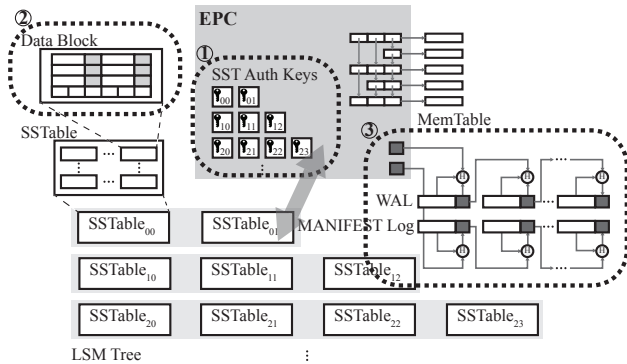 ②
EPC
Data Block
①
SST Auth Keys
00 01
10 11 12
20 21 22 23
⋮
MemTable
SSTable
... 
⋮ ⋮
...
③
H H H
WAL ...
MANIFEST Log ...
H H H
SSTable00 SSTable01
SSTable10 SSTable11 SSTable12
SSTable20 SSTable21 SSTable22 SSTable23
LSM Tree ⋮